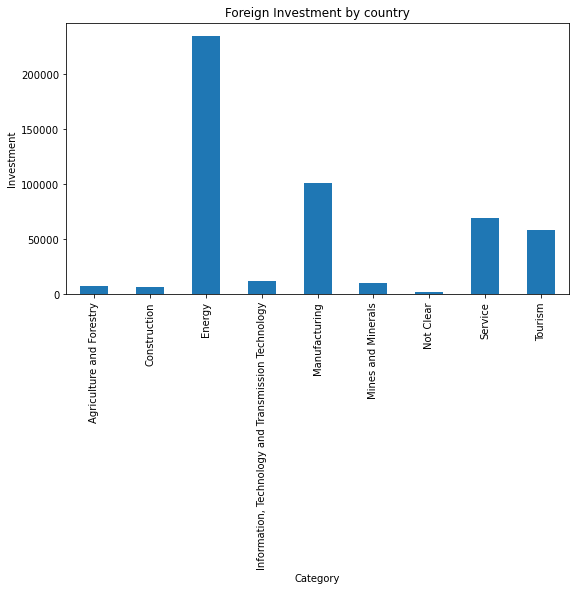 Foreign Investment by country
Investment
200000
150000
100000
50000
0
Agriculture and Forestry
Construction
Energy
Information, Technology and Transmission Technology
Manufacturing
Mines and Minerals
Not Clear
Service
Tourism
Category